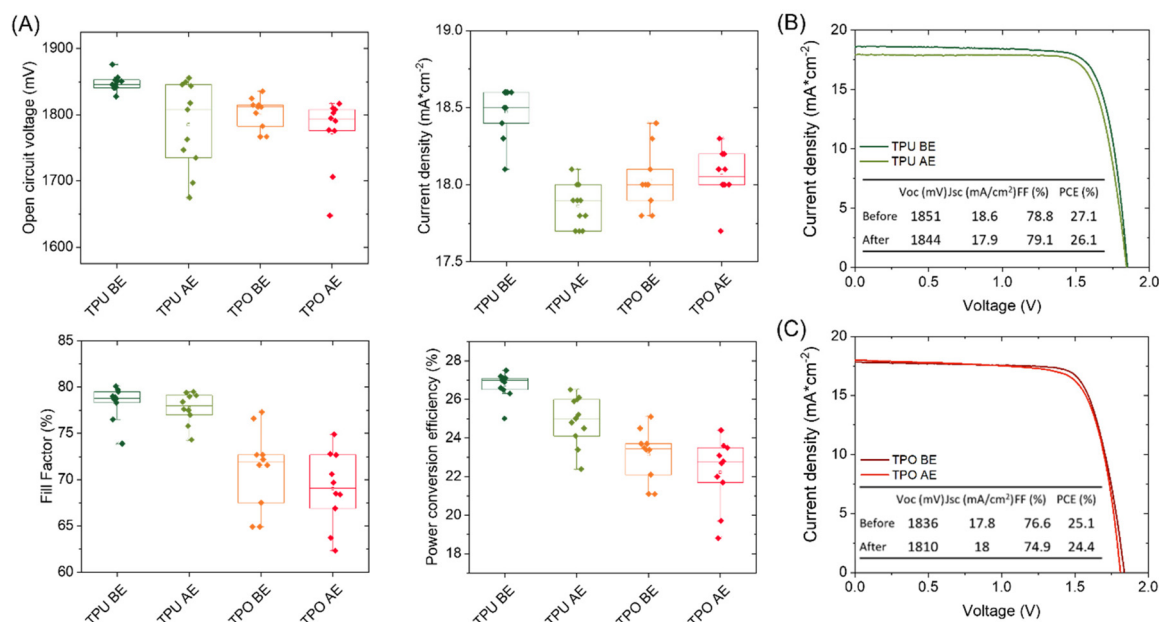 (A)
Open circuit voltage (mV)
1900
1800
1700
1600
TPU BE
TPU AE
TPO BE
TPO AE
Current density (mA*cm⁻²)
19.0
18.5
18.0
17.5
TPU BE
TPU AE
TPO BE
TPO AE
Fill Factor (%)
85
80
75
70
65
60
TPU BE
TPU AE
TPO BE
TPO AE
Power conversion efficiency (%)
28
27
26
25
24
23
22
21
20
19
18
17
TPU BE
TPU AE
TPO BE
TPO AE
(B)
Current density (mA*cm⁻²)
20
15
10
5
0
TPU BE
TPU AE
Voc (mV) Jsc (mA/cm²) FF (%) PCE (%)
Before 1851 18.6 78.8 27.1
After 1844 17.9 79.1 26.1
0.0 0.5 1.0 1.5 2.0
Voltage (V)
(C)
Current density (mA*cm⁻²)
20
15
10
5
0
TPO BE
TPO AE
Voc (mV) Jsc (mA/cm²) FF (%) PCE (%)
Before 1836 17.8 76.6 25.1
After 1810 18 74.9 24.4
0.0 0.5 1.0 1.5 2.0
Voltage (V)